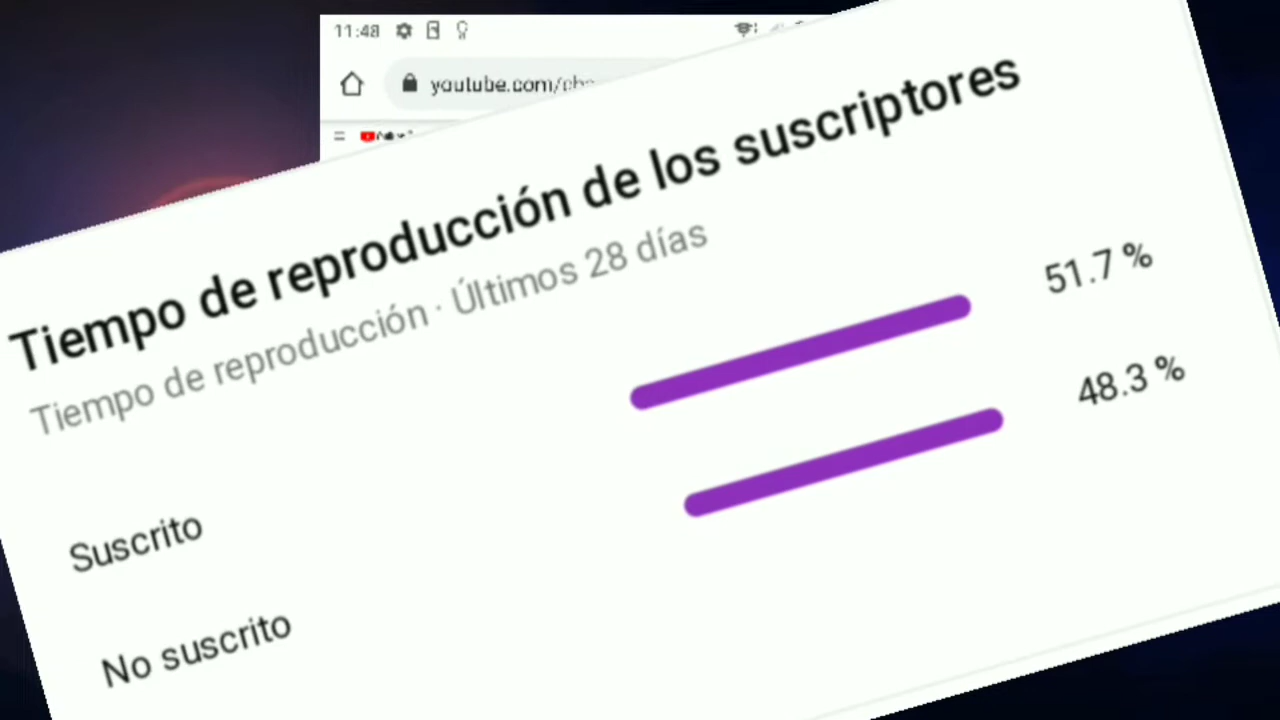 11:48
youtube.com/
Tiempo de reproducción de los suscriptores
Tiempo de reproducción · Últimos 28 días
51.7 %
48.3 %
Suscrito
No suscrito